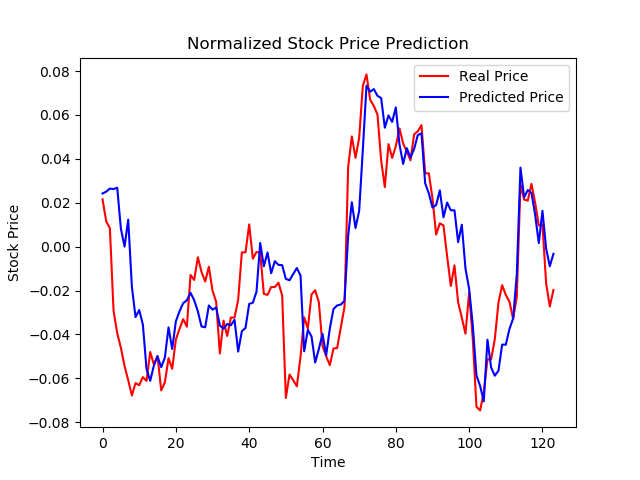 Normalized Stock Price Prediction
Real Price
Predicted Price
0.08
0.06
0.04
0.02
0.00
−0.02
−0.04
−0.06
−0.08
Stock Price
0 20 40 60 80 100 120
Time